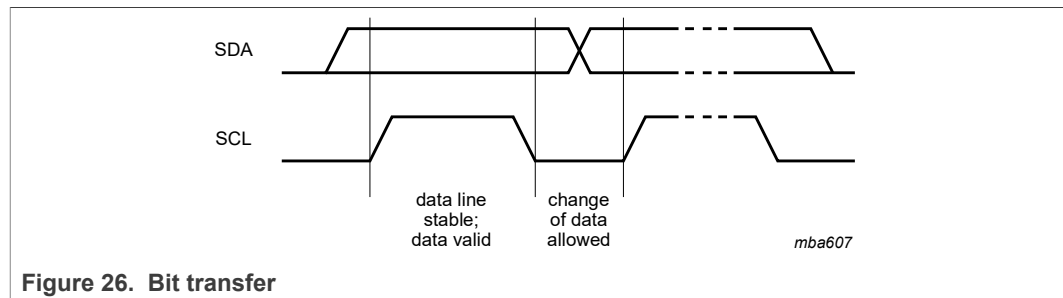 SDA
SCL
data line
stable;
data valid
change
of data
allowed
mba607
Figure 26. Bit transfer